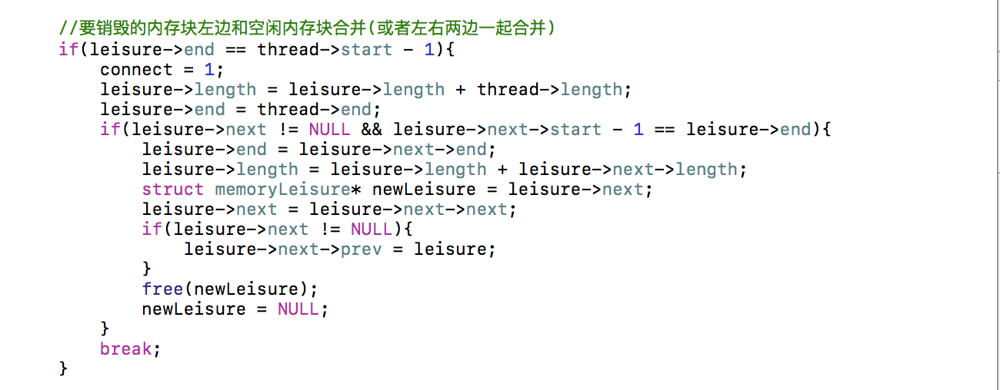 //要销毁的内存块左边和空闲内存块合并(或者左右两边一起合并)
if(leisure->end == thread->start - 1){
    connect = 1;
    leisure->length = leisure->length + thread->length;
    leisure->end = thread->end;
    if(leisure->next != NULL && leisure->next->start - 1 == leisure->end){
        leisure->end = leisure->next->end;
        leisure->length = leisure->length + leisure->next->length;
        struct memoryLeisure* newLeisure = leisure->next;
        leisure->next = leisure->next->next;
        if(leisure->next != NULL){
            leisure->next->prev = leisure;
        }
        free(newLeisure);
        newLeisure = NULL;
    }
    break;
}